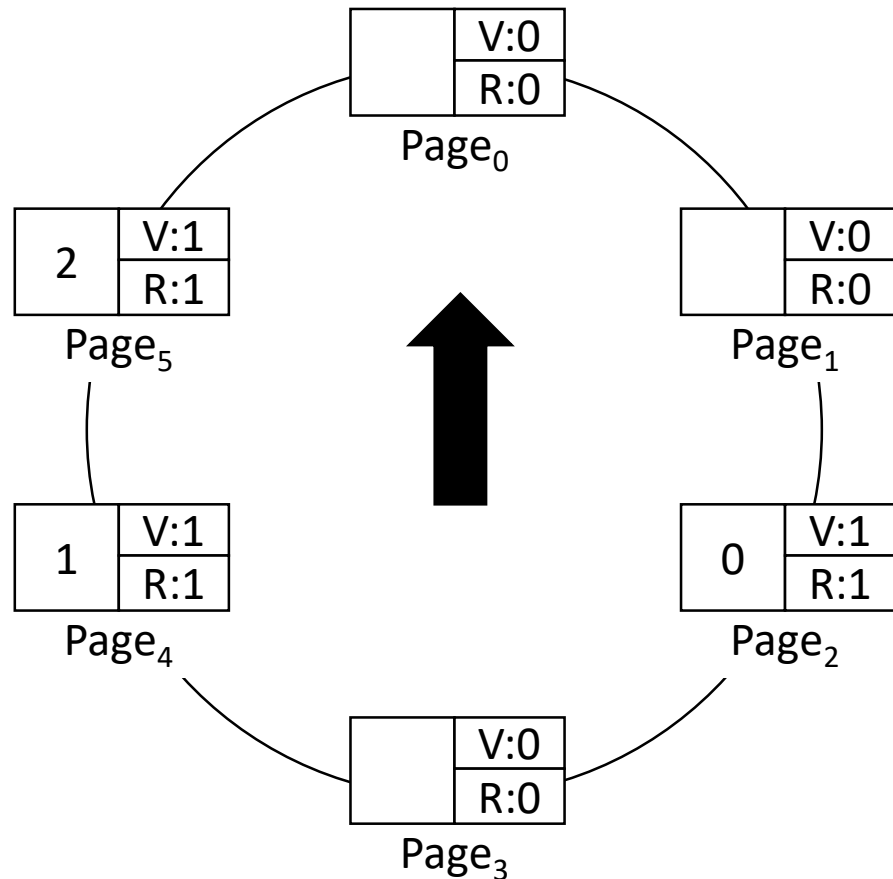 V:0
R:0
Page₀
2
V:1
R:1
Page₅
V:0
R:0
Page₁
1
V:1
R:1
Page₄
0
V:1
R:1
Page₂
V:0
R:0
Page₃